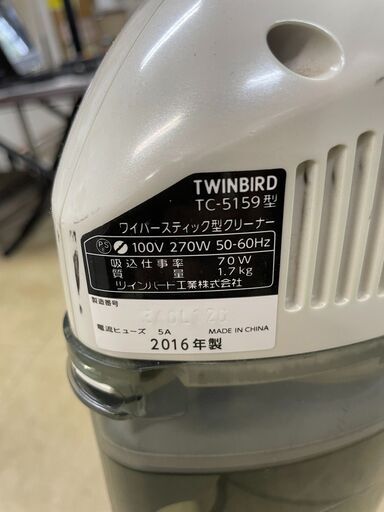 TWINBIRD
TC-5159型
ワイパースティック型クリーナー
PS 100V 270W 50-60Hz
吸込仕事率 70W
質量 1.7kg
ツインバード工業株式会社
製造番号
電流ヒューズ 5A MADE IN CHINA
2016年製